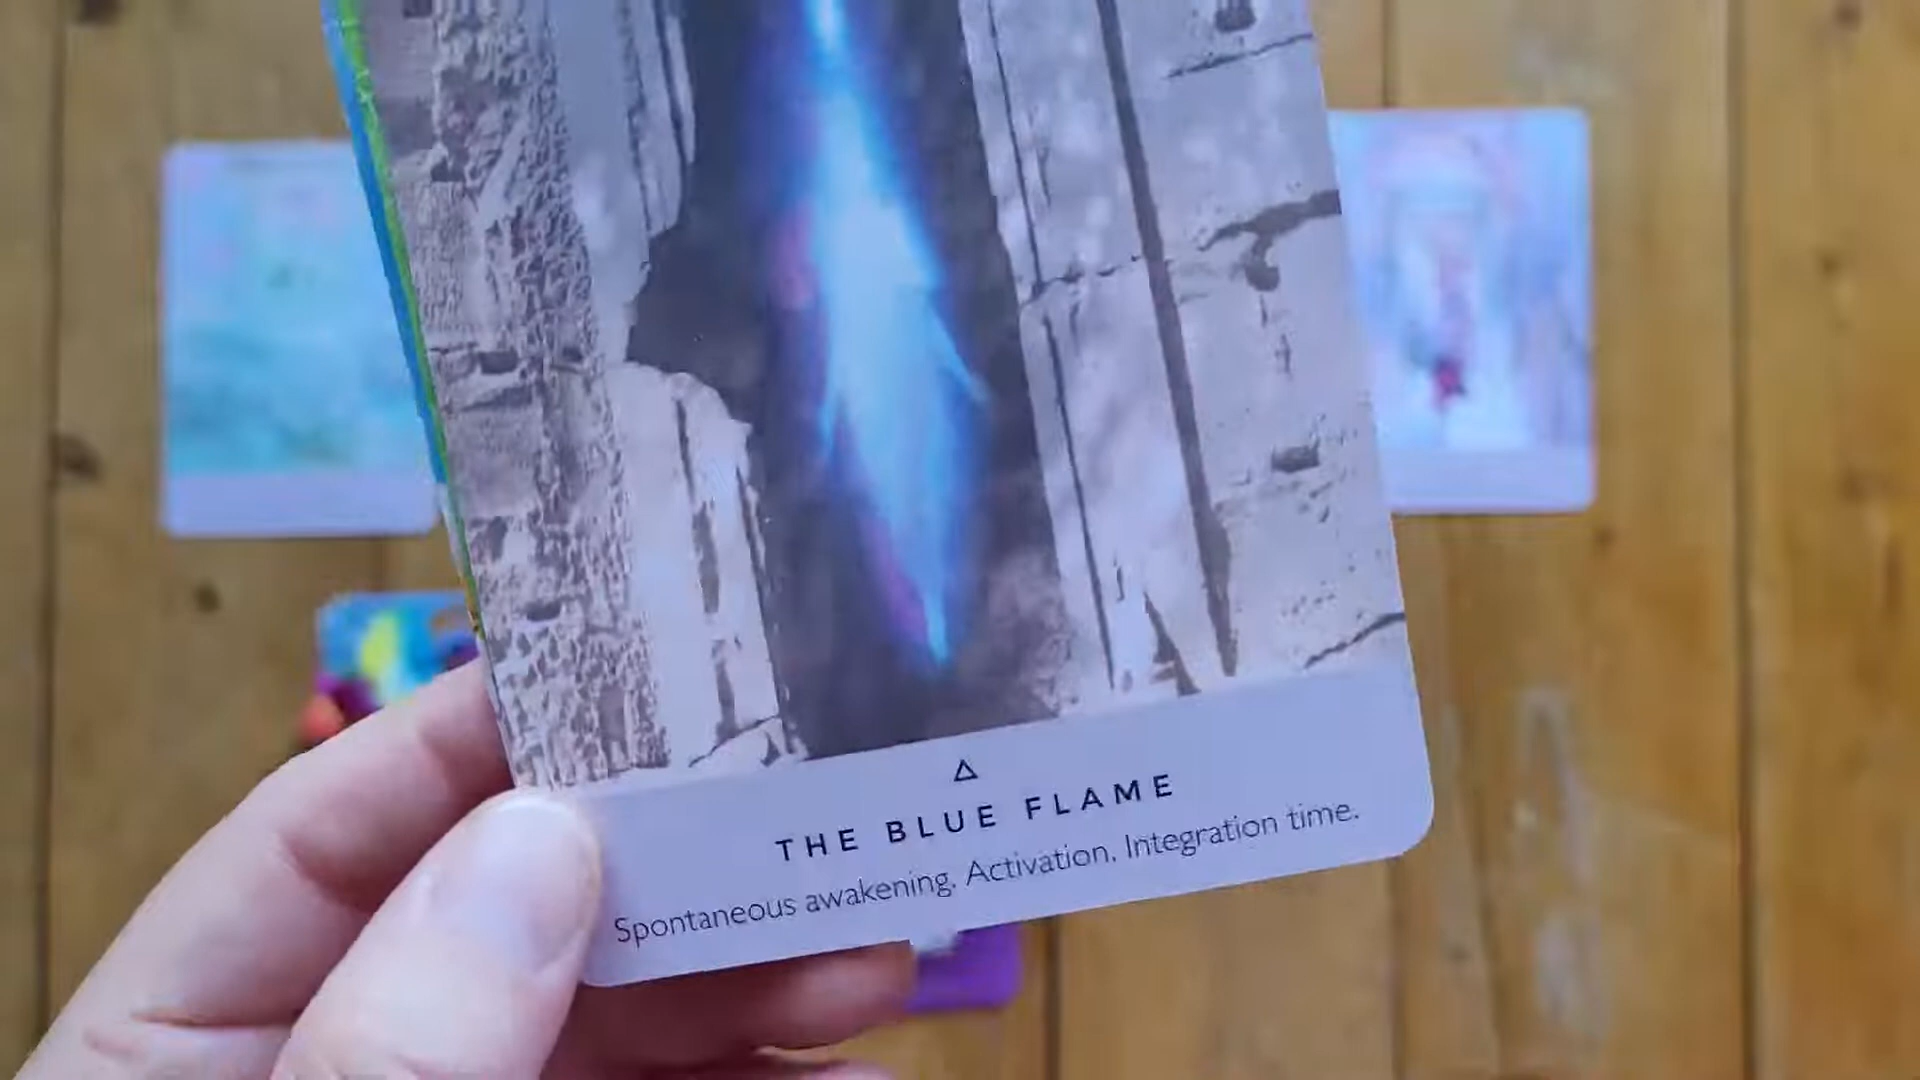 THE BLUE FLAME
Spontaneous awakening. Activation. Integration time.